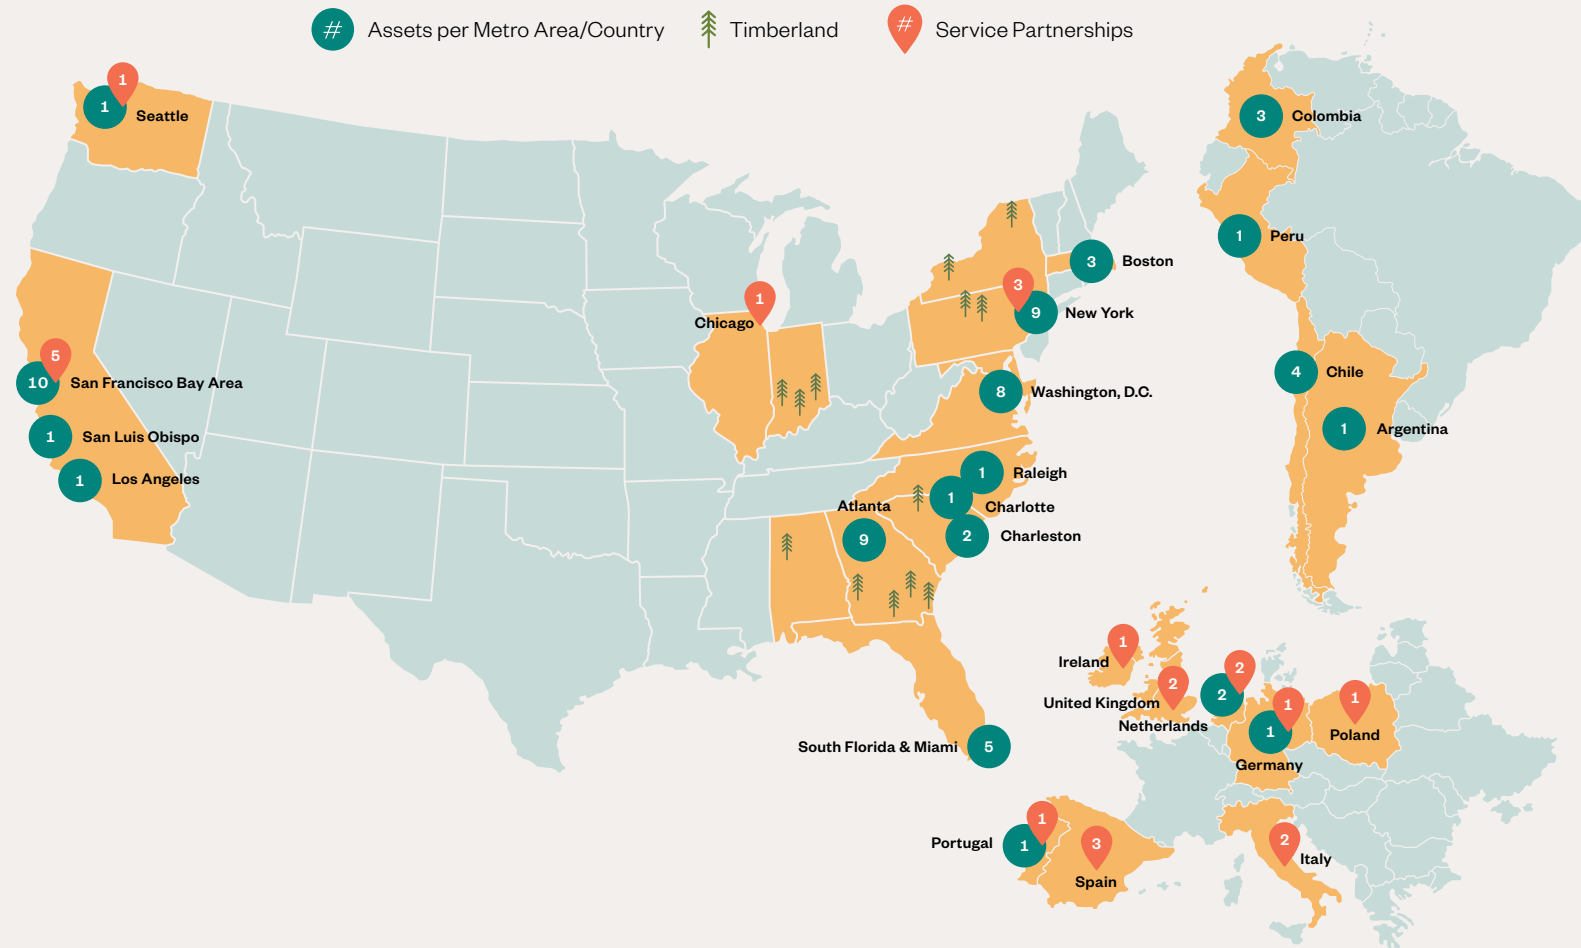 # Assets per Metro Area/Country
Timberland
# Service Partnerships
1
1
Seattle
5
10
San Francisco Bay Area
1
San Luis Obispo
1
Los Angeles
1
Chicago
3
Boston
3
9
New York
8
Washington, D.C.
1
Raleigh
1
Charlotte
2
Charleston
Atlanta
9
South Florida & Miami
5
3
Colombia
1
Peru
4
Chile
1
Argentina
1
Ireland
2
United Kingdom
2
2
Netherlands
1
1
Germany
1
Poland
1
1
Portugal
3
Spain
2
Italy